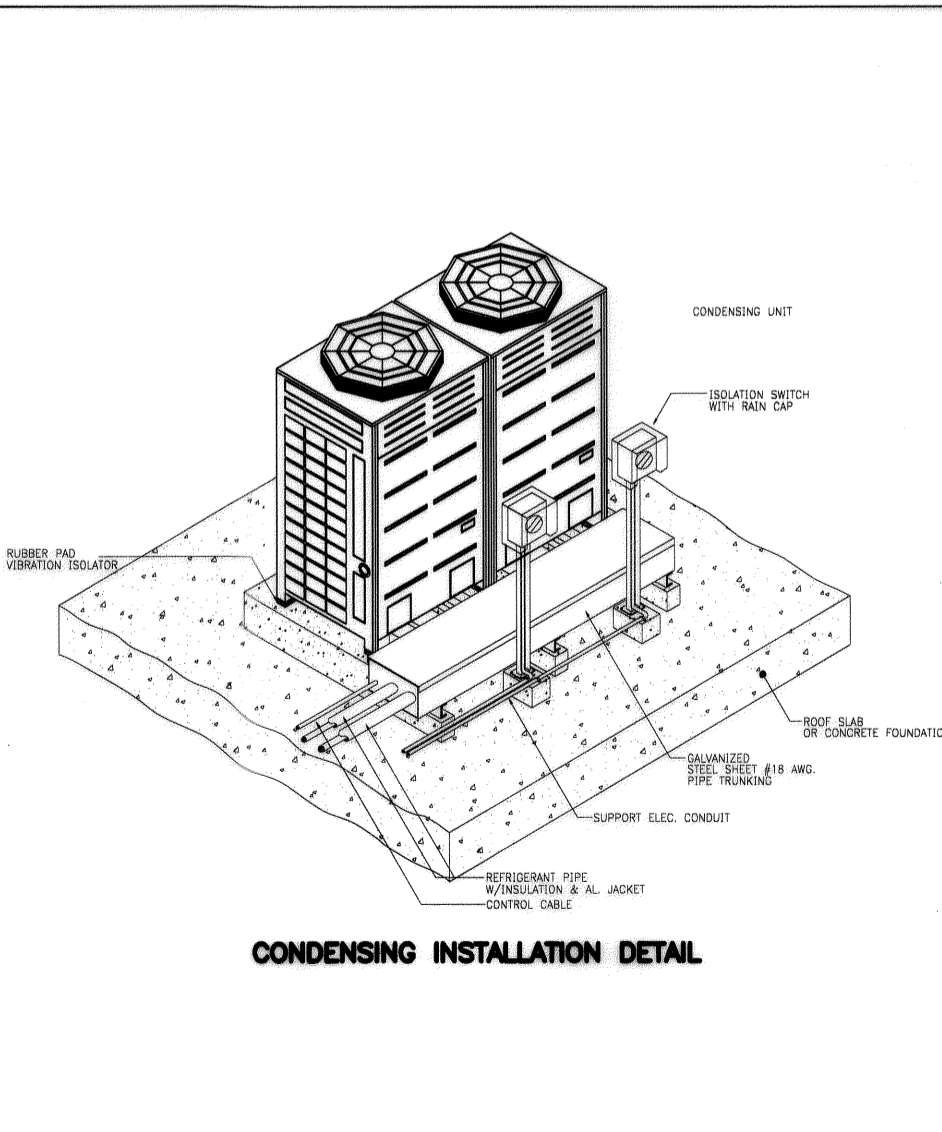 CONDENSING UNIT
ISOLATION SWITCH
WITH RAIN CAP
RUBBER PAD
VIBRATION ISOLATOR
ROOF SLAB
OR CONCRETE FOUNDATIO
GALVANIZED
STEEL SHEET #18 AWG.
PIPE TRUNKING
SUPPORT ELEC. CONDUIT
REFRIGERANT PIPE
W/INSULATION & AL. JACKET
CONTROL CABLE
CONDENSING INSTALLATION DETAIL